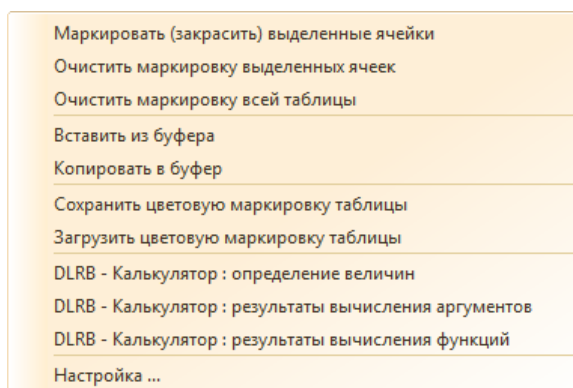 Маркировать (закрасить) выделенные ячейки
Очистить маркировку выделенных ячеек
Очистить маркировку всей таблицы
Вставить из буфера
Копировать в буфер
Сохранить цветовую маркировку таблицы
Загрузить цветовую маркировку таблицы
DLRB - Калькулятор : определение величин
DLRB - Калькулятор : результаты вычисления аргументов
DLRB - Калькулятор : результаты вычисления функций
Настройка ...